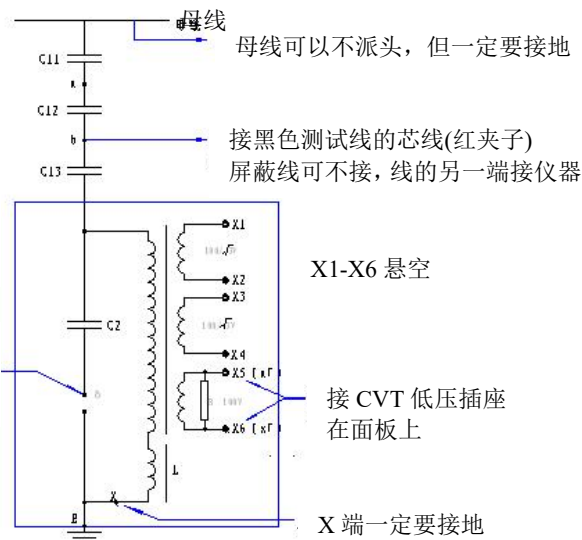 母线
母线可以不派头，但一定要接地
C11
C12
b
接黑色测试线的芯线(红夹子)
屏蔽线可不接，线的另一端接仪器
C13
X1
X2
X1-X6 悬空
X3
C2
X4
X5
接 CVT 低压插座
在面板上
X6
L
X
E
X 端一定要接地